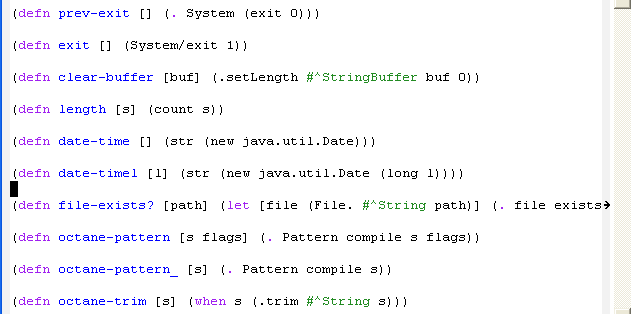 (defn prev-exit [] (. System (exit 0)))
(defn exit [] (System/exit 1))
(defn clear-buffer [buf] (.setLength #^StringBuffer buf 0))
(defn length [s] (count s))
(defn date-time [] (str (new java.util.Date)))
(defn date-timel [l] (str (new java.util.Date (long l))))
(defn file-exists? [path] (let [file (File. #^String path)] (. file exists→
(defn octane-pattern [s flags] (. Pattern compile s flags))
(defn octane-pattern_ [s] (. Pattern compile s))
(defn octane-trim [s] (when s (.trim #^String s)))